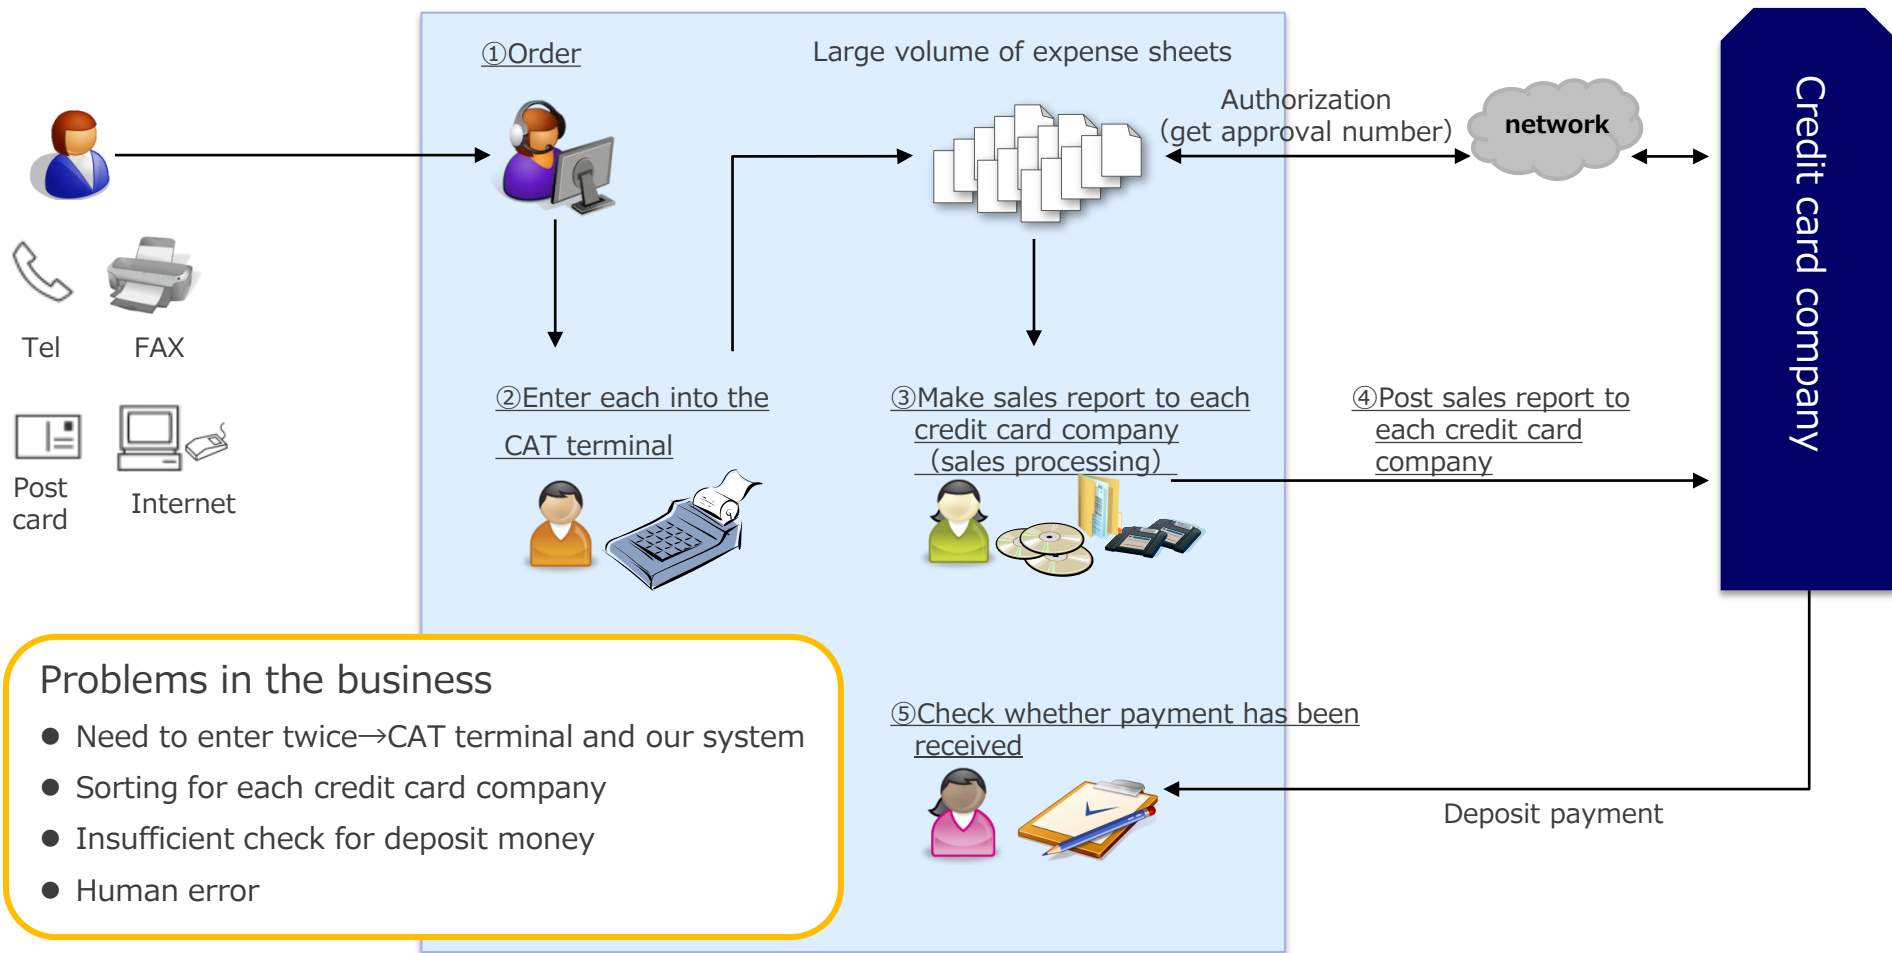 ①Order
Large volume of expense sheets
Authorization
（get approval number）
network
Credit card company
Tel
FAX
Post
card
Internet
②Enter each into the
CAT terminal
③Make sales report to each
credit card company
（sales processing）
④Post sales report to
each credit card
company
Problems in the business
● Need to enter twice→CAT terminal and our system
● Sorting for each credit card company
● Insufficient check for deposit money
● Human error
⑤Check whether payment has been
received
Deposit payment